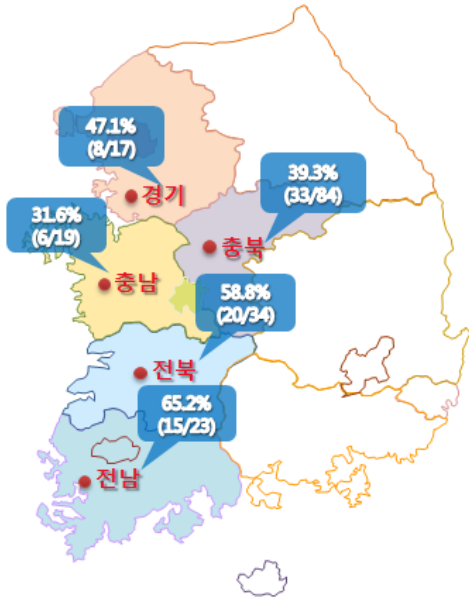 47.1%
(8/17)
경기
39.3%
(33/84)
31.6%
(6/19)
충북
충남
58.8%
(20/34)
전북
65.2%
(15/23)
전남